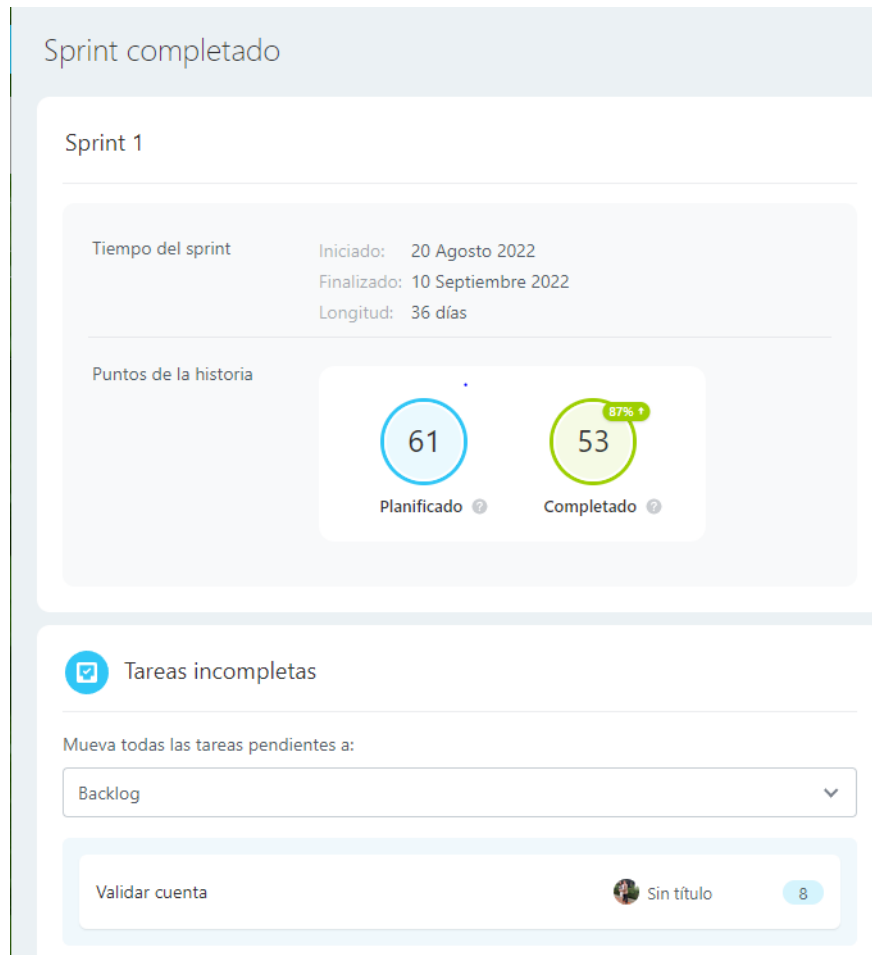 Sprint completado
Sprint 1
Tiempo del sprint
Iniciado: 20 Agosto 2022
Finalizado: 10 Septiembre 2022
Longitud: 36 días
Puntos de la historia
61
Planificado ?
87% ↑
53
Completado ?
Tareas incompletas
Mueva todas las tareas pendientes a:
Backlog
Validar cuenta Sin título 8